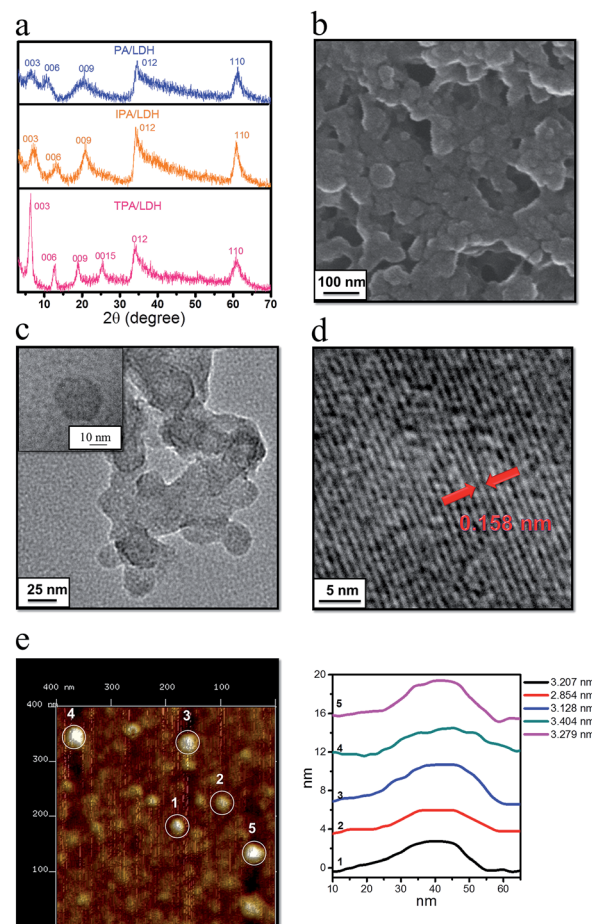 a
PA/LDH
003 006 009 012 110
IPA/LDH
003 006 009 012 110
TPA/LDH
003 006 009 0015 012 110
10 20 30 40 50 60 70
2θ (degree)
b
100 nm
c
10 nm
25 nm
d
0.158 nm
5 nm
e
400 nm 200 100
400 nm
300
200
100
4 3 2 1 5
20
16
12
8
4
0
nm
5
4
3
2
1
10 20 30 40 50 60
nm
3.207 nm
2.854 nm
3.128 nm
3.404 nm
3.279 nm